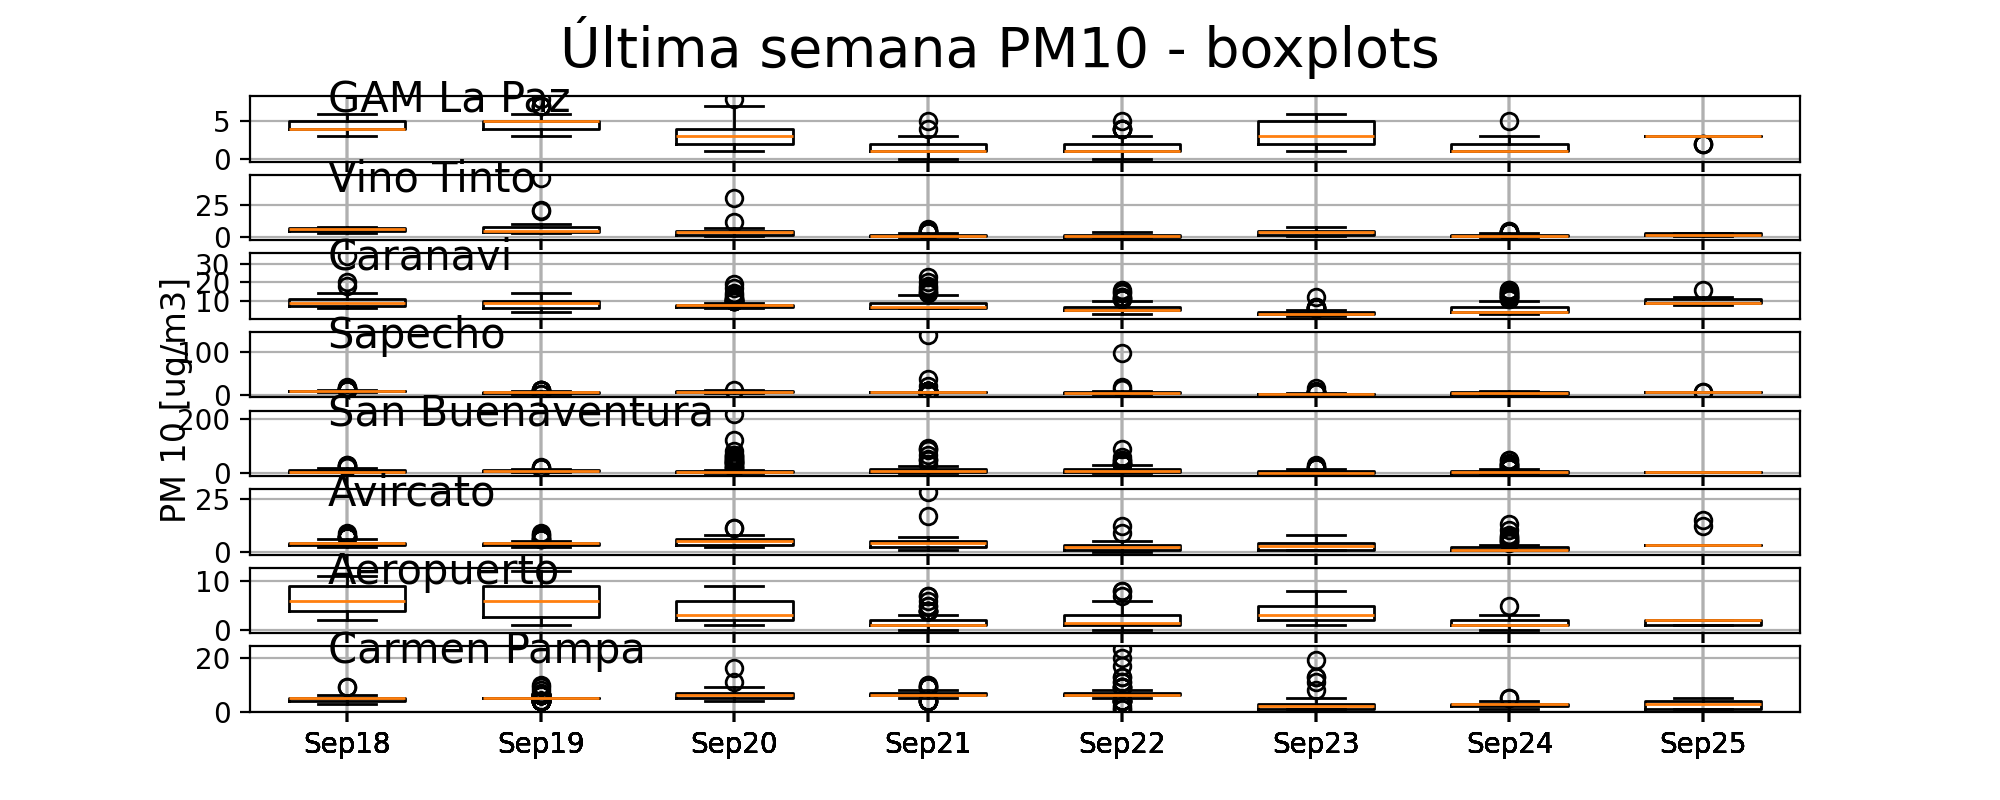 Última semana PM10 - boxplots
GAM La Paz
5
0
Vino Tinto
25
0
Caranavi
30
20
10
Sapecho
100
0
San Buenaventura
200
0
Avircato
25
0
Aeropuerto
10
0
Carmen Pampa
20
0
PM 10 [ug/m3]
Sep18 Sep19 Sep20 Sep21 Sep22 Sep23 Sep24 Sep25